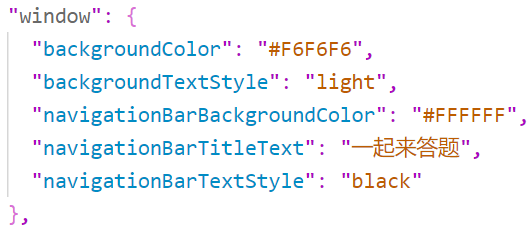 "window": {
"backgroundColor": "#F6F6F6",
"backgroundTextStyle": "light",
"navigationBarBackgroundColor": "#FFFFFF",
"navigationBarTitleText": "一起来答题",
"navigationBarTextStyle": "black"
},